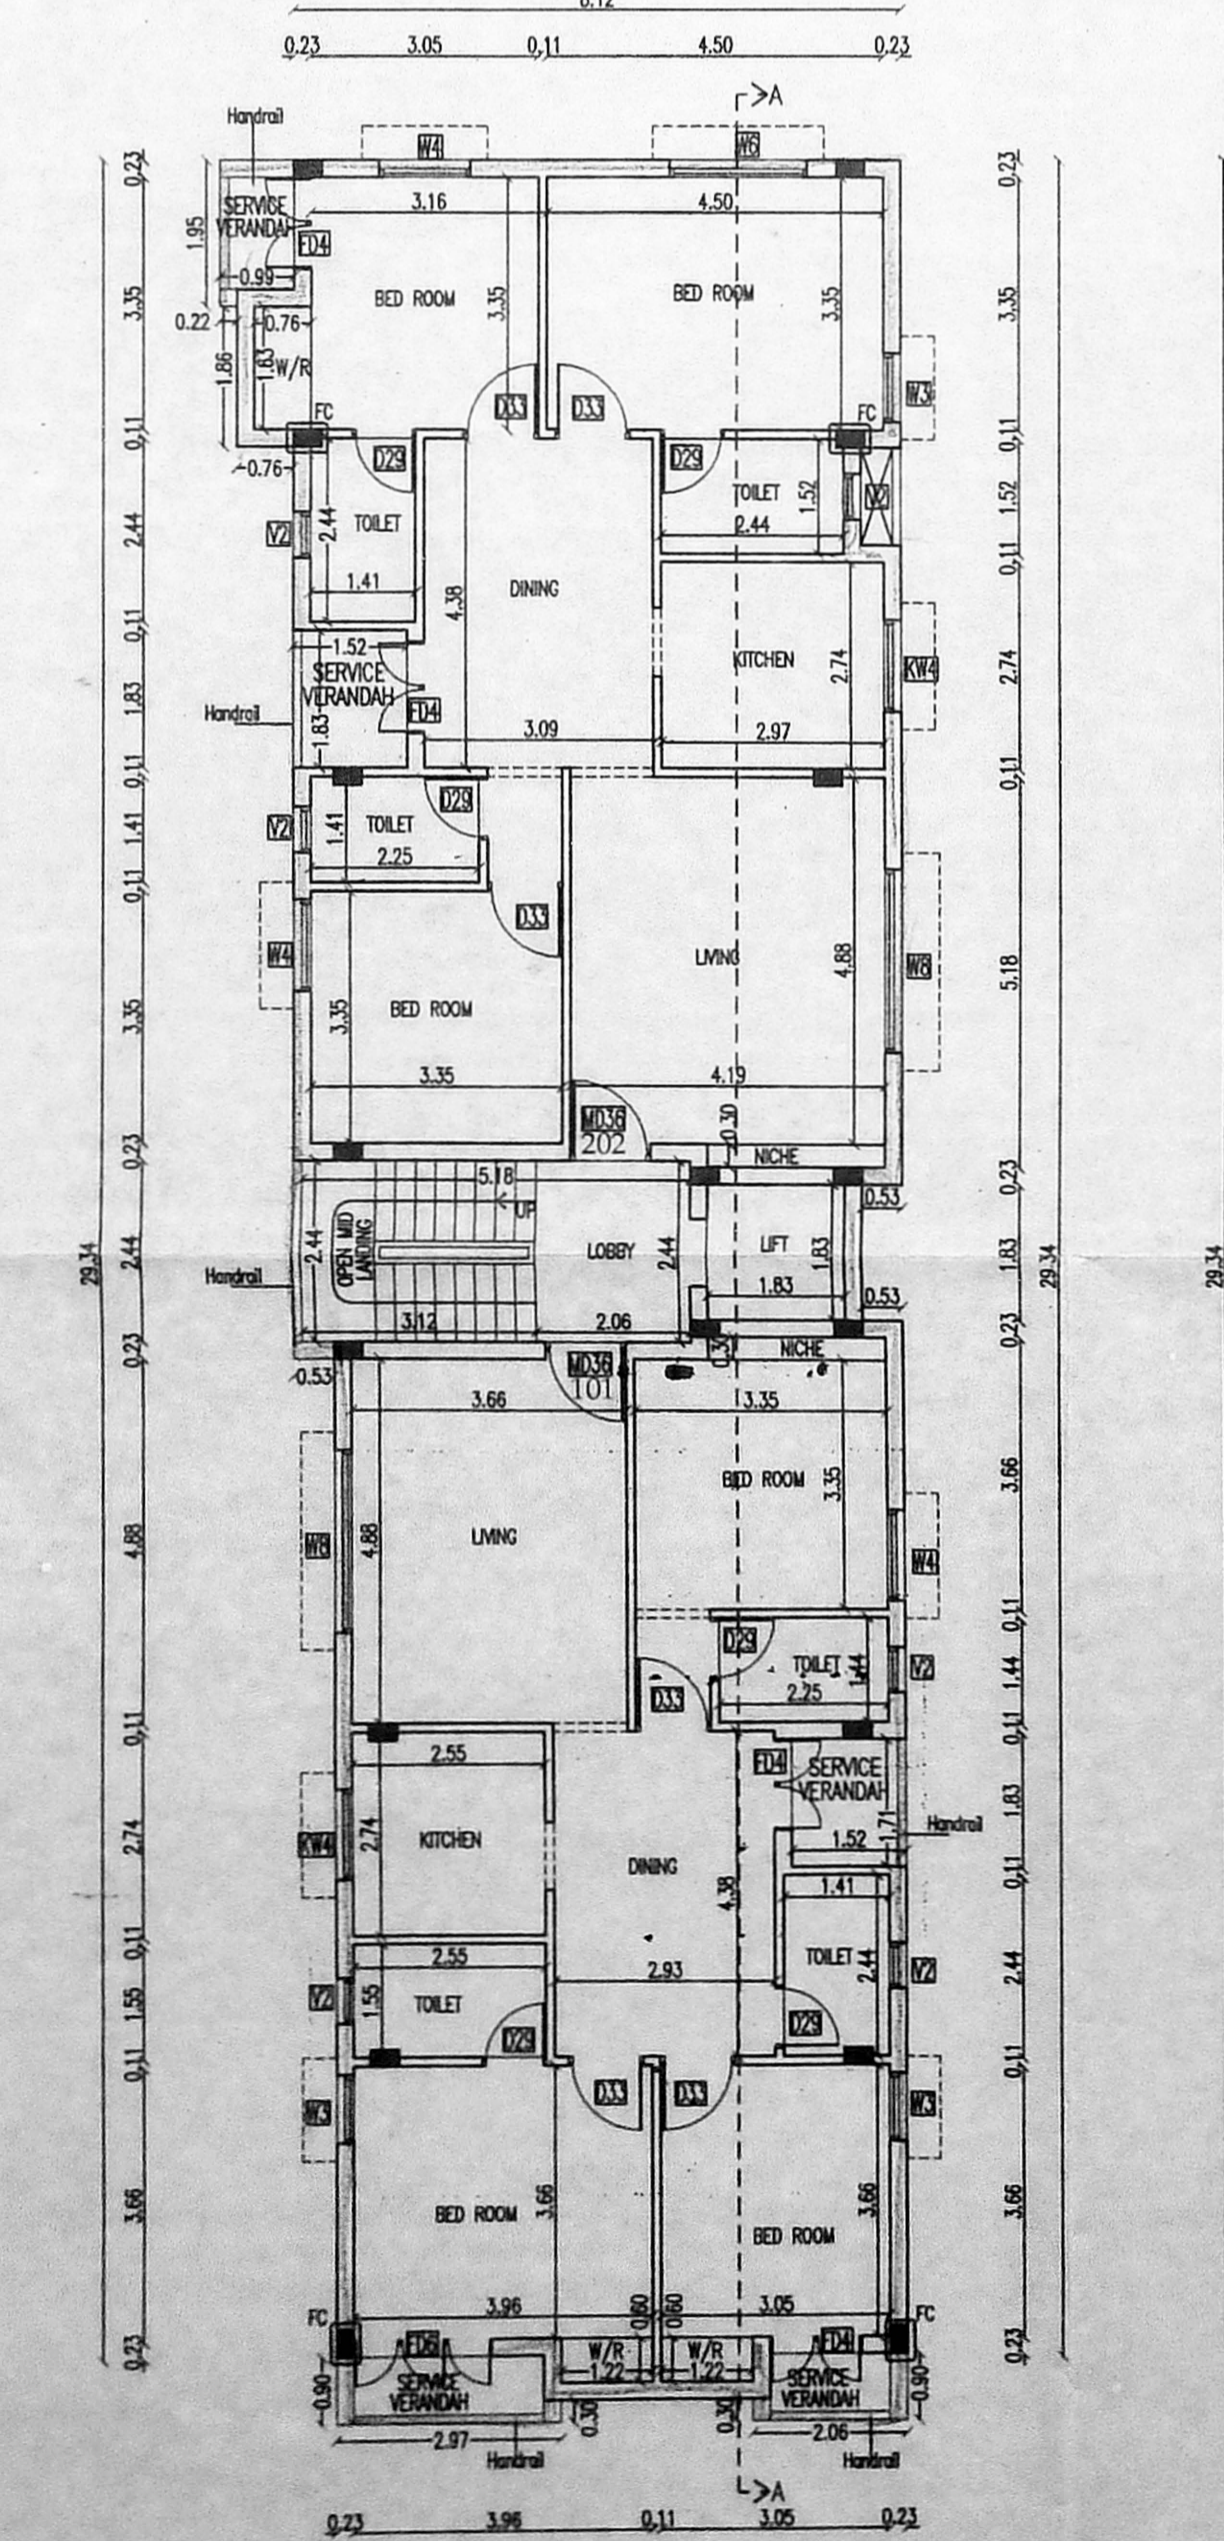 8.12
0.23 3.05 0.11 4.50 0.23
>A
Handrail
W4 W6
0.23 0.23
SERVICE
VERANDAH
3.16 4.50
1.95
FD4
0.99
BED ROOM BED ROOM
3.35 3.35 3.35 3.35
0.22 0.76
1.86 1.83 W/R
W3
FC D33 D33 FC
0.11 0.11
0.76
D29 D29
V2 TOILET TOILET 1.52 V2 1.52
2.44 2.44 2.44
1.41 0.11
DINING
4.38
0.11
1.52
SERVICE
VERANDAH
KITCHEN 2.74 KW4 2.74
1.83 1.83
Handrail
FD4
3.09 2.97
0.11 0.11
D29
V2 TOILET
1.41 1.41
2.25
0.11
D33
W4 LIVING 4.88 W8 5.18
3.35 3.35 BED ROOM
3.35 4.19
MD36
202
0.30
0.23 NICHE 0.23
5.18
0.53
UP
OPEN MID
LANDING
LOBBY LIFT
29.34 2.44 2.44 2.44 1.83 1.83 29.34 29.34
Handrail
1.83
0.53
3.12 2.06
0.23 0.23
0.30 NICHE
0.53
MD36
101
3.66 3.35
BED ROOM 3.35 3.66
W8 LIVING W4
4.88 4.88
0.11
D29
TOILET 1.44 V2 1.44
2.25
D33
0.11 0.11
2.55 FD4 SERVICE
VERANDAH
1.83
KW4 KITCHEN 1.71 Handrail
2.74 2.74
DINING 1.52
0.11
4.38 1.41
0.11
2.55 TOILET 2.44 V2 2.44
2.93
V2 TOILET
1.55 1.55
D29 D29
0.11 0.11
W3 D33 D33 W3
3.66 BED ROOM 3.66 3.66 3.66
BED ROOM
3.96 0.60 0.60 3.05
FC FC
FD6 FD4
0.23 0.23
W/R W/R
1.22 1.22
0.90 SERVICE
VERANDAH
SERVICE
VERANDAH
0.90
0.30 0.30
2.97 2.06
Handrail Handrail
>A
0.23 3.96 0.11 3.05 0.23